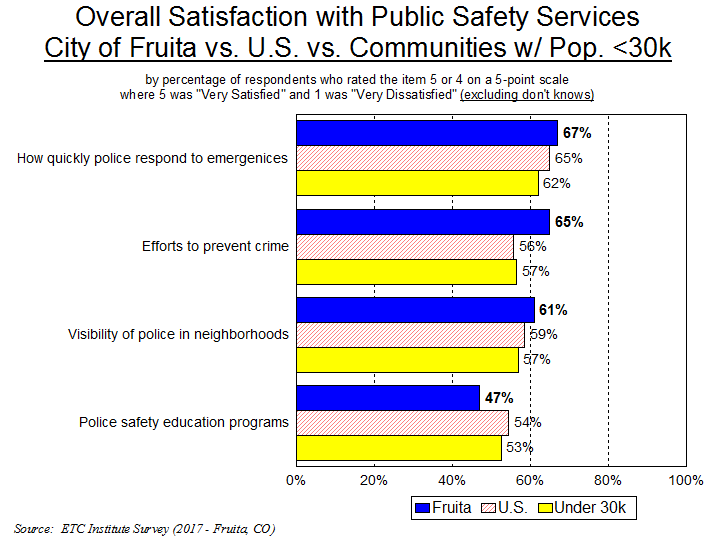 Overall Satisfaction with Public Safety Services
City of Fruita vs. U.S. vs. Communities w/ Pop. <30k
by percentage of respondents who rated the item 5 or 4 on a 5-point scale
where 5 was "Very Satisfied" and 1 was "Very Dissatisfied" (excluding don't knows)
How quickly police respond to emergenices
67%
65%
62%
Efforts to prevent crime
65%
56%
57%
Visibility of police in neighborhoods
61%
59%
57%
Police safety education programs
47%
54%
53%
0% 20% 40% 60% 80% 100%
Fruita U.S. Under 30k
Source: ETC Institute Survey (2017 - Fruita, CO)